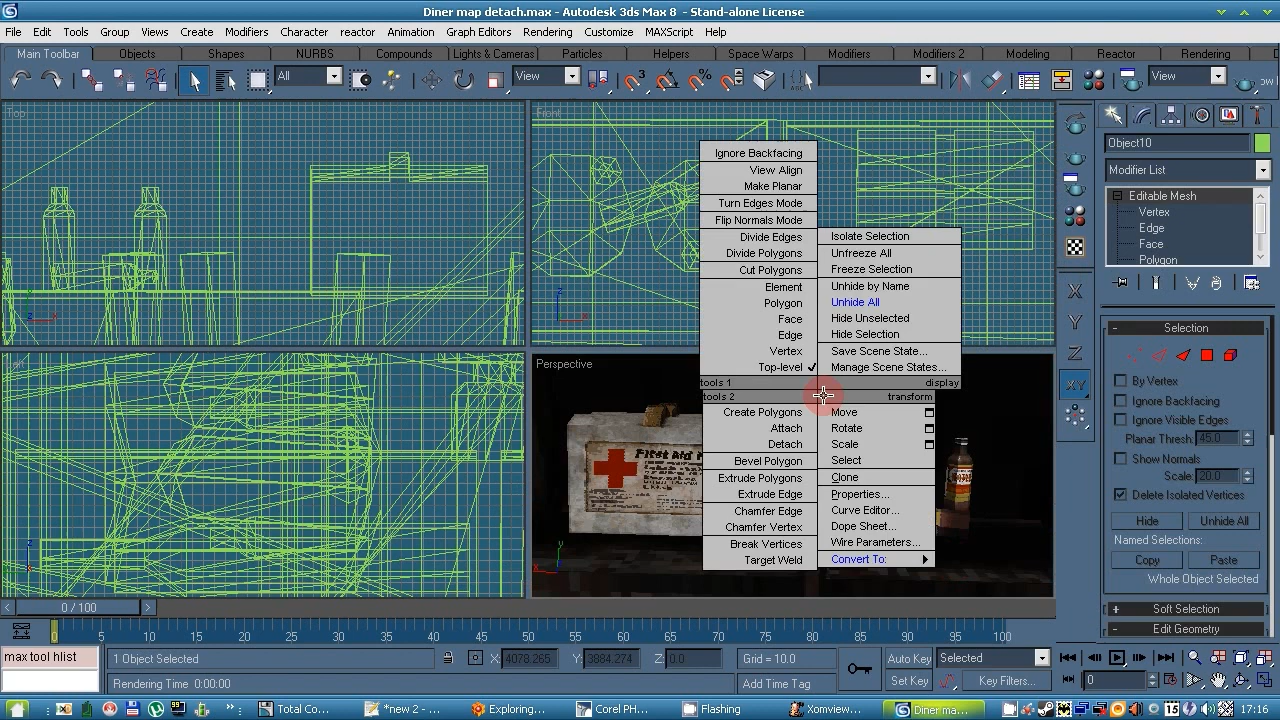 Diner map detach.max - Autodesk 3ds Max 8 - Stand-alone License
File Edit Tools Group Views Create Modifiers Character reactor Animation Graph Editors Rendering Customize MAXScript Help
Main Toolbar Objects Shapes NURBS Compounds Lights & Cameras Particles Helpers Space Warps Modifiers Modifiers 2 Modeling Reactor Rendering
All View View
Top
Front
Perspective
Ignore Backfacing
View Align
Make Planar
Turn Edges Mode
Flip Normals Mode
Divide Edges
Divide Polygons
Cut Polygons
Element
Polygon
Face
Edge
Vertex
Top-level
tools 1
Isolate Selection
Unfreeze All
Freeze Selection
Unhide by Name
Unhide All
Hide Unselected
Hide Selection
Save Scene State...
Manage Scene States...
display
tools 2
Create Polygons
Attach
Detach
Bevel Polygon
Extrude Polygons
Extrude Edge
Chamfer Edge
Chamfer Vertex
Break Vertices
Target Weld
transform
Move
Rotate
Scale
Select
Clone
Properties...
Curve Editor...
Dope Sheet...
Wire Parameters...
Convert To:
First Aid
Object10
Modifier List
Editable Mesh
Vertex
Edge
Face
Polygon
X
Y
Z
XY
- Selection
By Vertex
Ignore Backfacing
Ignore Visible Edges
Planar Thresh: 45.0
Show Normals
Scale: 20.0
Delete Isolated Vertices
Hide Unhide All
Named Selections:
Copy Paste
Whole Object Selected
+ Soft Selection
- Edit Geometry
< 0 / 100 >
0 5 10 15 20 25 30 35 40 45 50 55 60 65 70 75 80 85 90 95 100
max tool hlist
1 Object Selected X: 4078.265 Y: 3884.274 Z: 0.0 Grid = 10.0 Auto Key Selected
Rendering Time 0:00:00 Add Time Tag Set Key Key Filters... 0
Total Co... *new 2 - ... Exploring... Corel PH... Flashing Xornview... Diner ma... 15 17:16